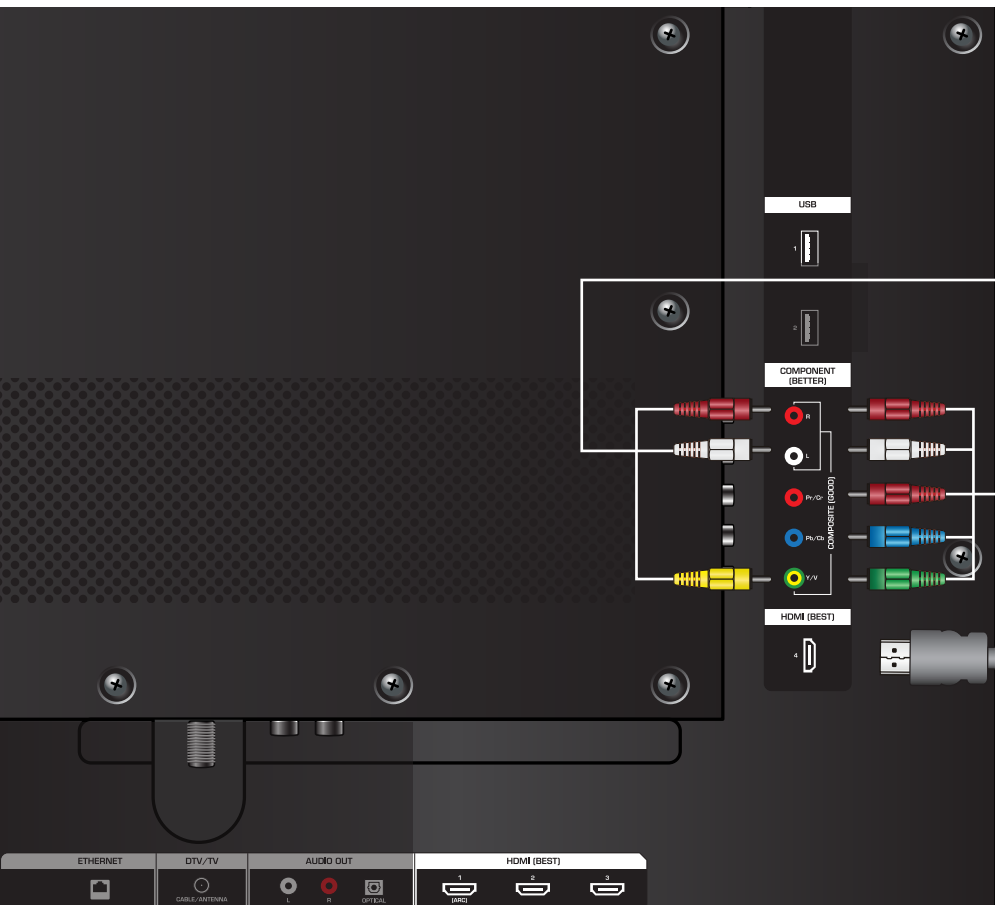 USB
1
2
COMPONENT
(BETTER)
R
L
Pr/Cr
Pb/Cb
Y/V
COMPOSITE (GOOD)
HDMI (BEST)
4
ETHERNET
DTV/TV
AUDIO OUT
HDMI (BEST)
CABLE/ANTENNA
L
R
OPTICAL
1
(ARC)
2
3